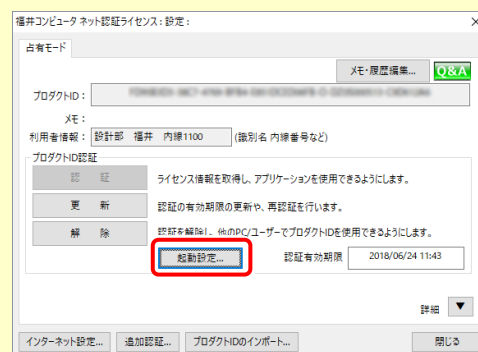 福井コンピュータ ネット認証ライセンス : 設定 :
占有モード
メモ・履歴編集...
Q&A
プロダクトID :
メモ :
利用者情報 : 設計部 福井 内線1100 (識別名 内線番号など)
プロダクトID認証
認 証 ライセンス情報を取得し、アプリケーションを使用できるようにします。
更 新 認証の有効期限の更新や、再認証を行います。
解 除 認証を解除し、他のPC/ユーザーでプロダクトIDを使用できるようにします。
起動設定... 認証有効期限 2018/06/24 11:43
詳細 ▼
インターネット設定... 追加認証... プロダクトIDのインポート... 閉じる